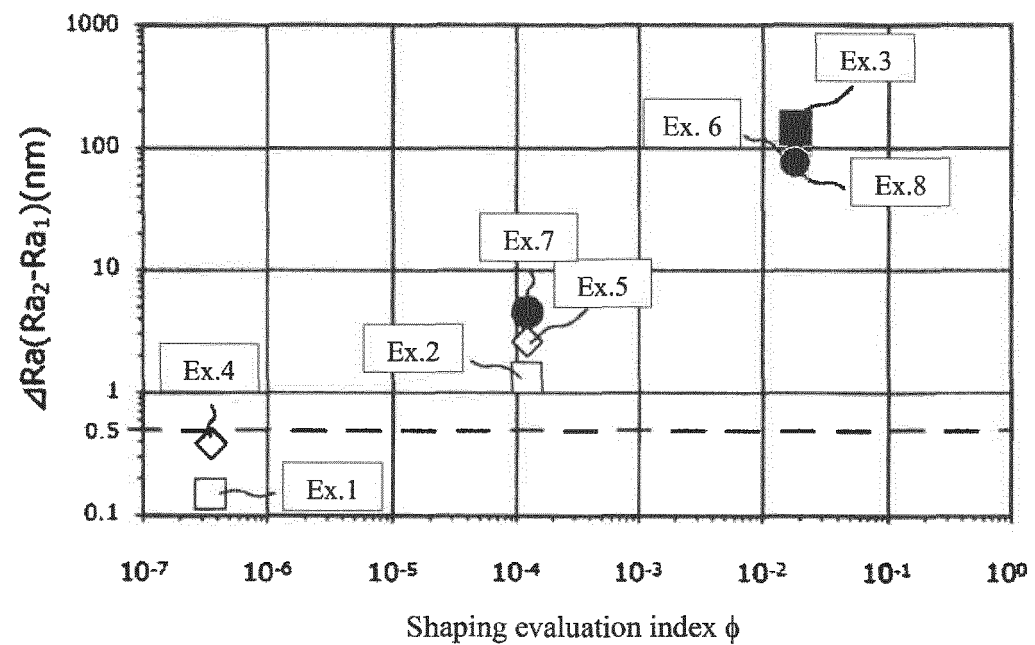 1000
100
10
1
0.5
0.1
ΔRa(Ra₂-Ra₁)(nm)
Ex.3
Ex. 6
Ex.8
Ex.7
Ex.5
Ex.2
Ex.4
Ex.1
10⁻⁷ 10⁻⁶ 10⁻⁵ 10⁻⁴ 10⁻³ 10⁻² 10⁻¹ 10⁰
Shaping evaluation index ϕ